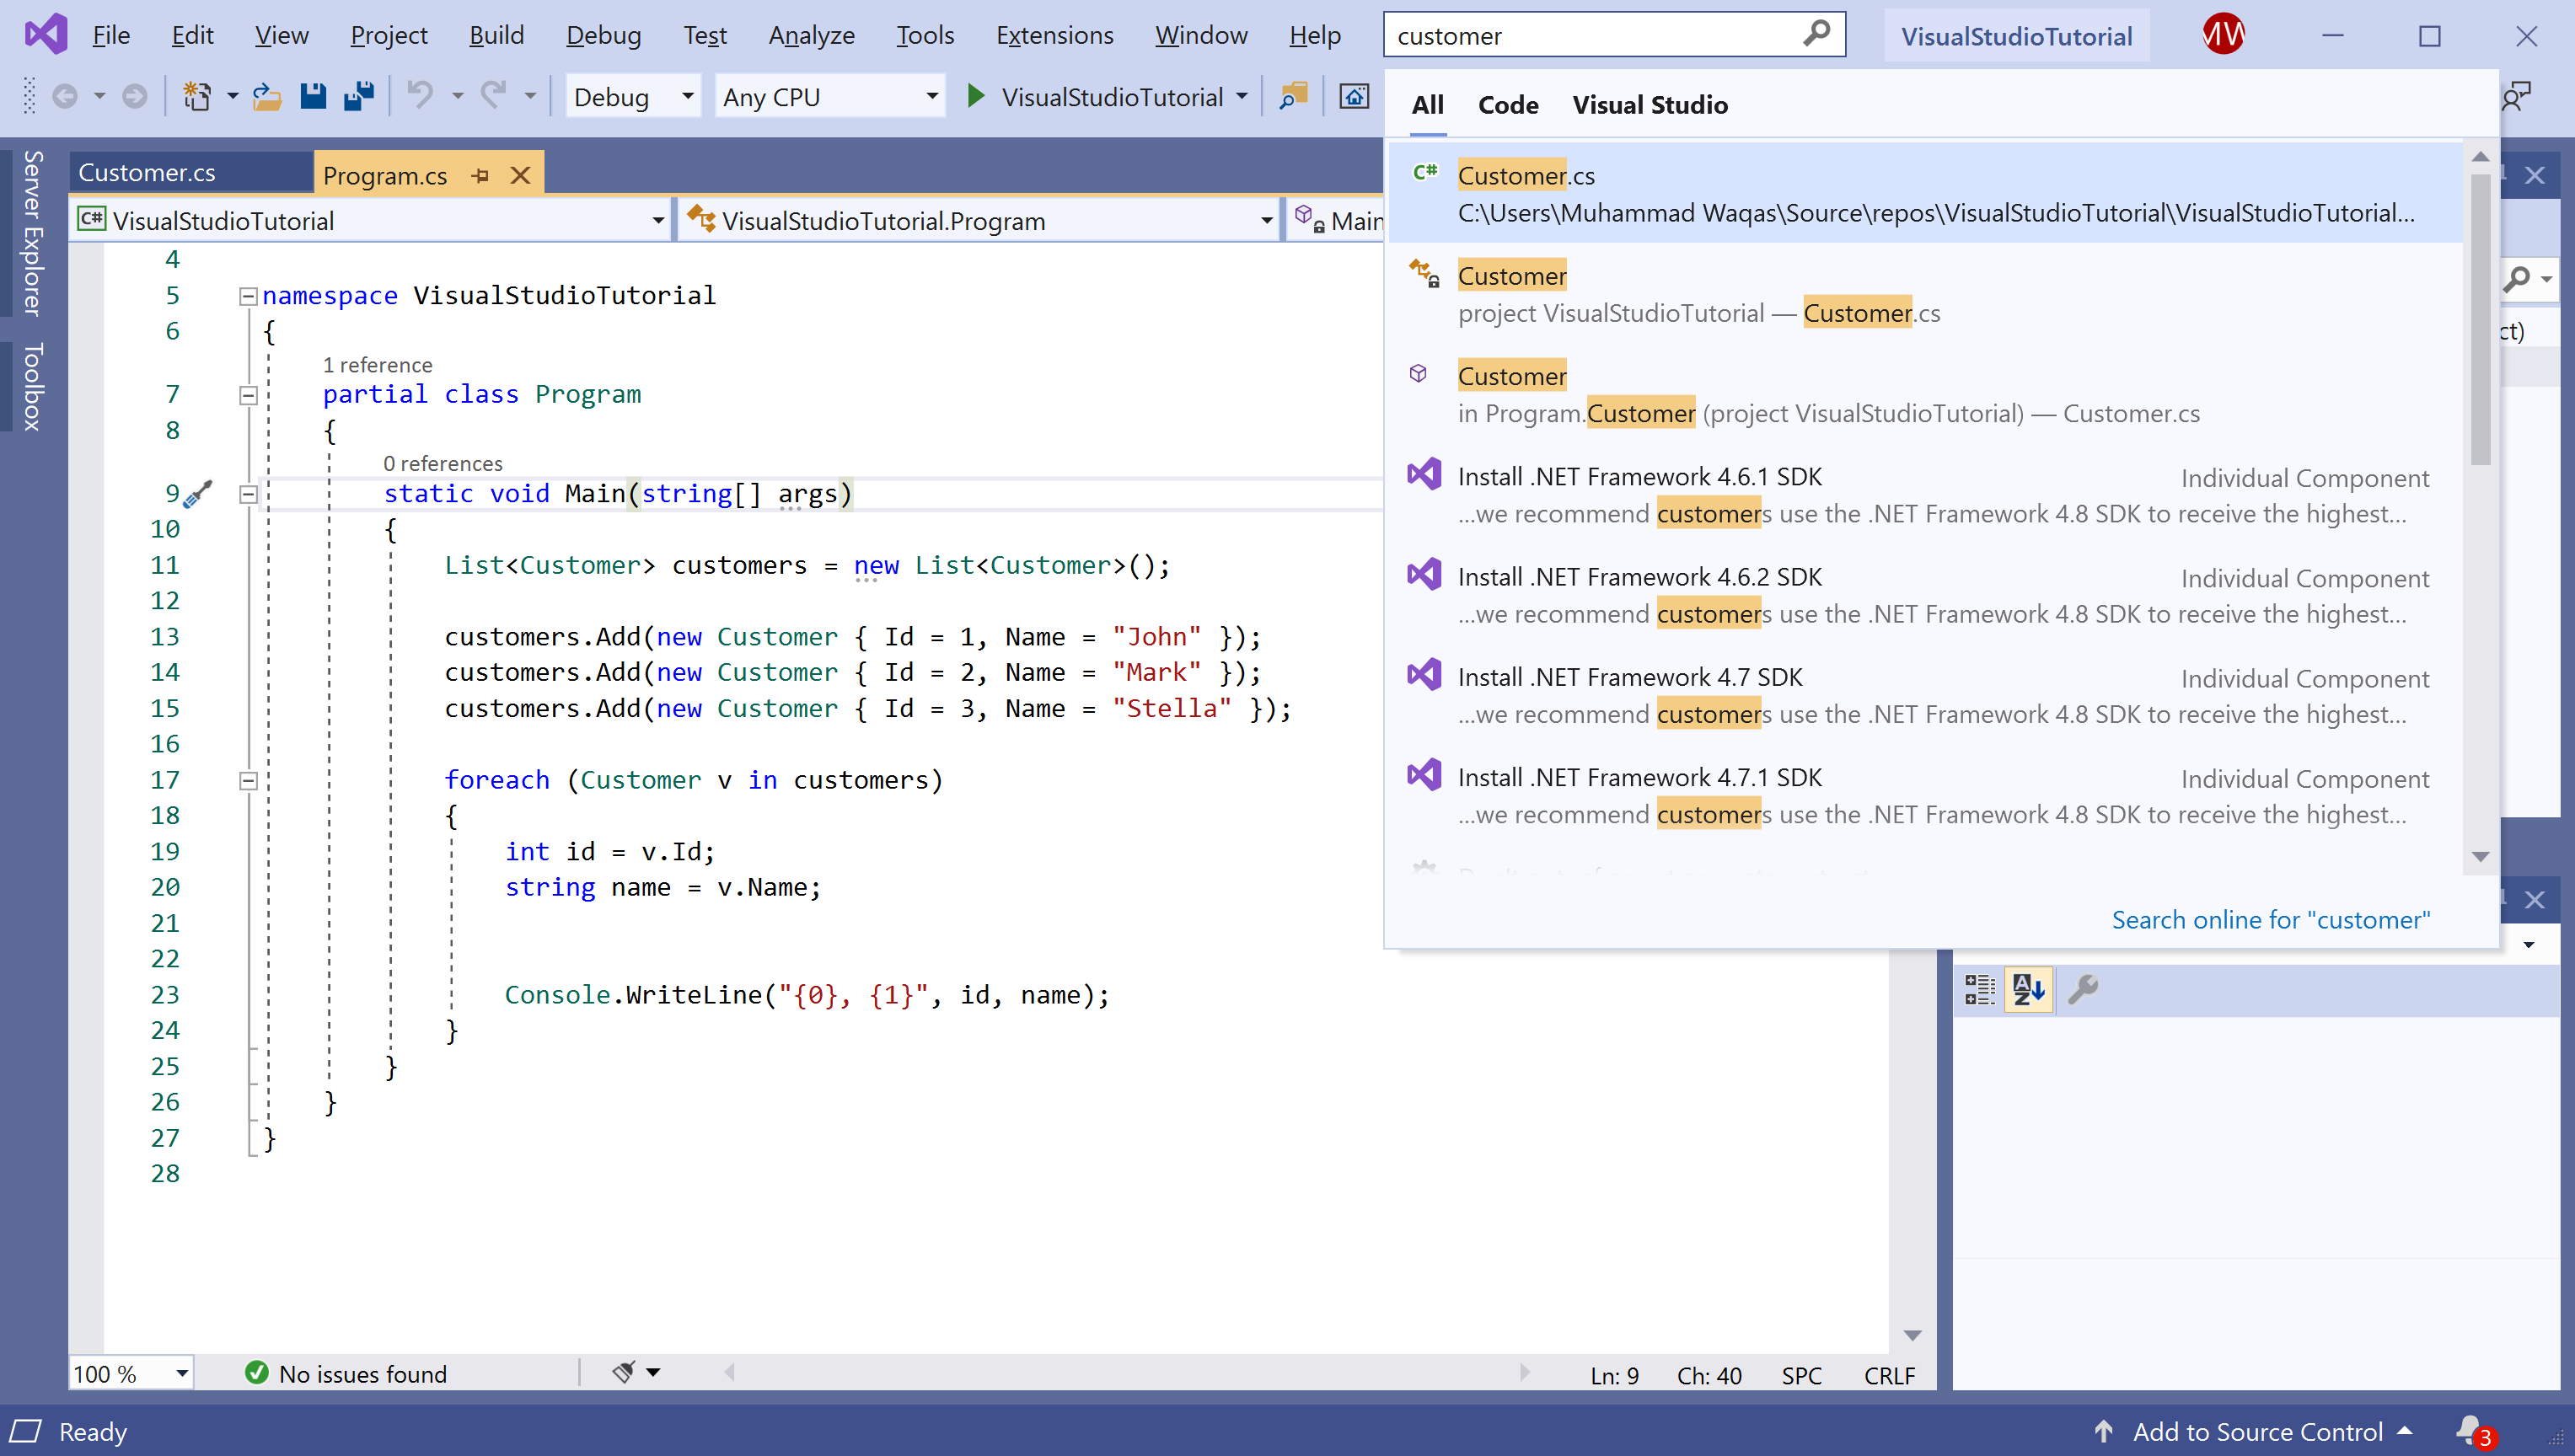 File Edit View Project Build Debug Test Analyze Tools Extensions Window Help customer VisualStudioTutorial MW
Debug Any CPU VisualStudioTutorial
All Code Visual Studio
Server Explorer
Toolbox
Customer.cs Program.cs
VisualStudioTutorial VisualStudioTutorial.Program Main
4
5 namespace VisualStudioTutorial
6 {
1 reference
7 partial class Program
8 {
0 references
9 static void Main(string[] args)
10 {
11 List<Customer> customers = new List<Customer>();
12
13 customers.Add(new Customer { Id = 1, Name = "John" });
14 customers.Add(new Customer { Id = 2, Name = "Mark" });
15 customers.Add(new Customer { Id = 3, Name = "Stella" });
16
17 foreach (Customer v in customers)
18 {
19 int id = v.Id;
20 string name = v.Name;
21
22
23 Console.WriteLine("{0}, {1}", id, name);
24 }
25 }
26 }
27 }
28
C# Customer.cs
C:\Users\Muhammad Waqas\Source\repos\VisualStudioTutorial\VisualStudioTutorial...
Customer
project VisualStudioTutorial — Customer.cs
Customer
in Program.Customer (project VisualStudioTutorial) — Customer.cs
Install .NET Framework 4.6.1 SDK Individual Component
...we recommend customers use the .NET Framework 4.8 SDK to receive the highest...
Install .NET Framework 4.6.2 SDK Individual Component
...we recommend customers use the .NET Framework 4.8 SDK to receive the highest...
Install .NET Framework 4.7 SDK Individual Component
...we recommend customers use the .NET Framework 4.8 SDK to receive the highest...
Install .NET Framework 4.7.1 SDK Individual Component
...we recommend customers use the .NET Framework 4.8 SDK to receive the highest...
Search online for "customer"
ct)
100 % No issues found Ln: 9 Ch: 40 SPC CRLF
Ready Add to Source Control 3